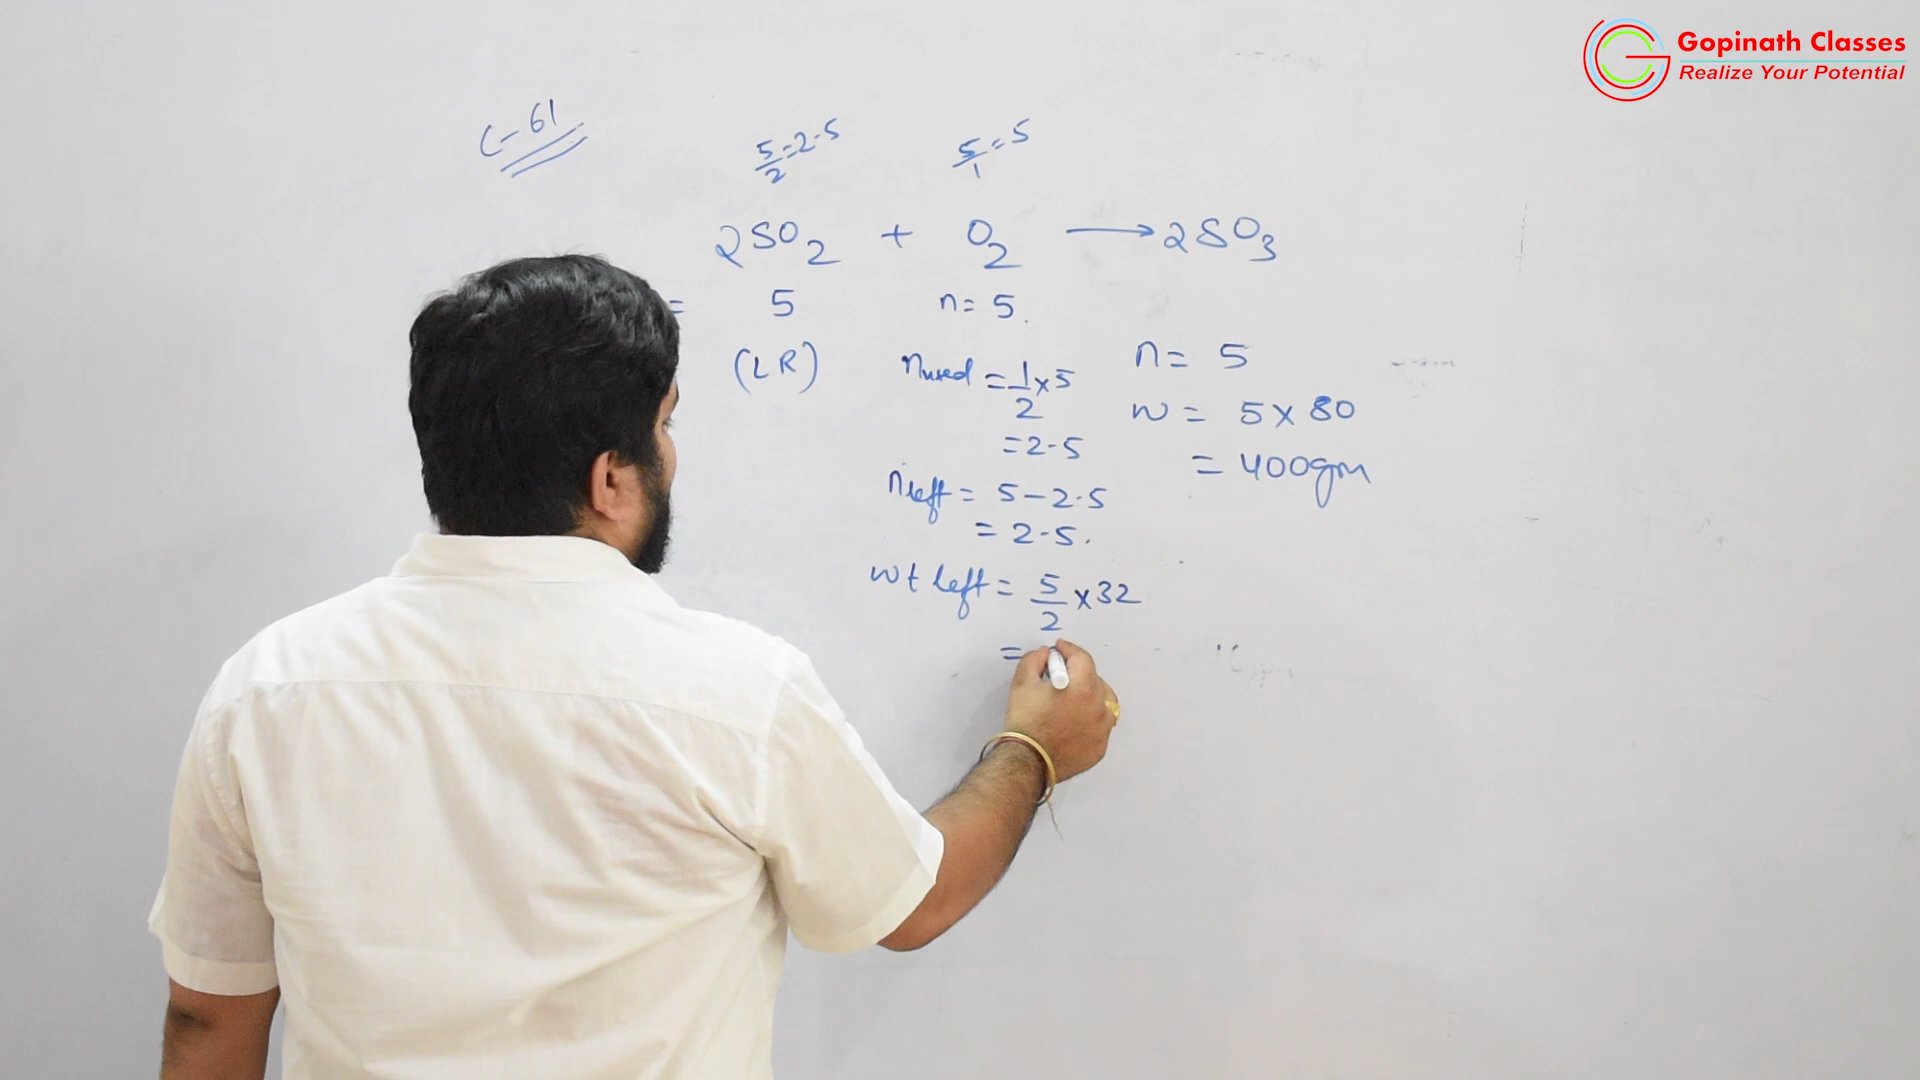 Gopinath Classes
Realize Your Potential
C-61
5/2 = 2.5
5/1 = 5
2SO₂ + O₂ ⟶ 2SO₃
= 5
n = 5.
(LR)
n used = 1/2 × 5
= 2.5
n left = 5 - 2.5
= 2.5.
wt left = 5/2 × 32
=
n = 5
w = 5 × 80
= 400gm